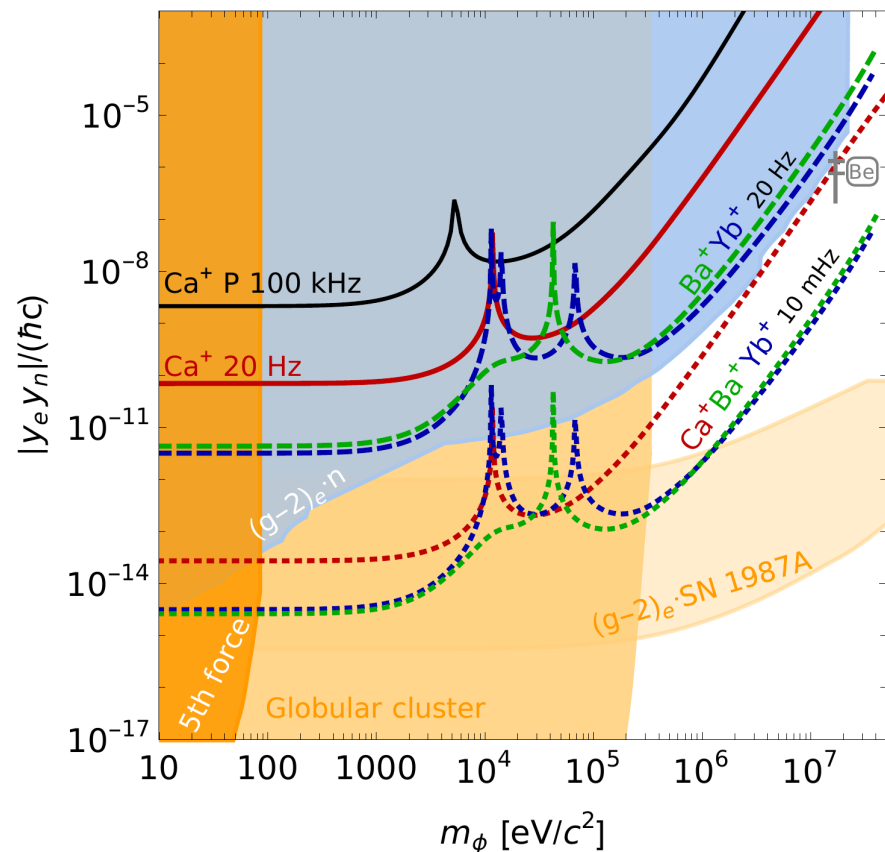 10⁻⁵
10⁻⁸
10⁻¹¹
10⁻¹⁴
10⁻¹⁷
|yₑ yₙ|/(ħc)
Ca⁺ P 100 kHz
Ca⁺ 20 Hz
Ba⁺Yb⁺ 20 Hz
Be
Ca⁺Ba⁺Yb⁺ 10 mHz
(g–2)ₑ·n
(g–2)ₑ·SN 1987A
5th force
Globular cluster
10 100 1000 10⁴ 10⁵ 10⁶ 10⁷
m_ϕ [eV/c²]